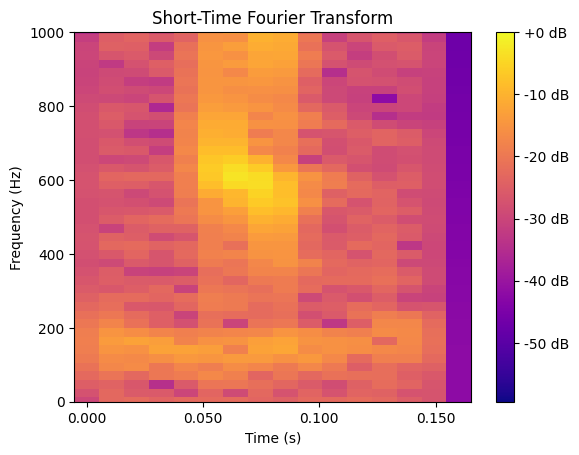 Short-Time Fourier Transform
1000
800
600
400
200
0
Frequency (Hz)
0.000
0.050
0.100
0.150
Time (s)
+0 dB
-10 dB
-20 dB
-30 dB
-40 dB
-50 dB